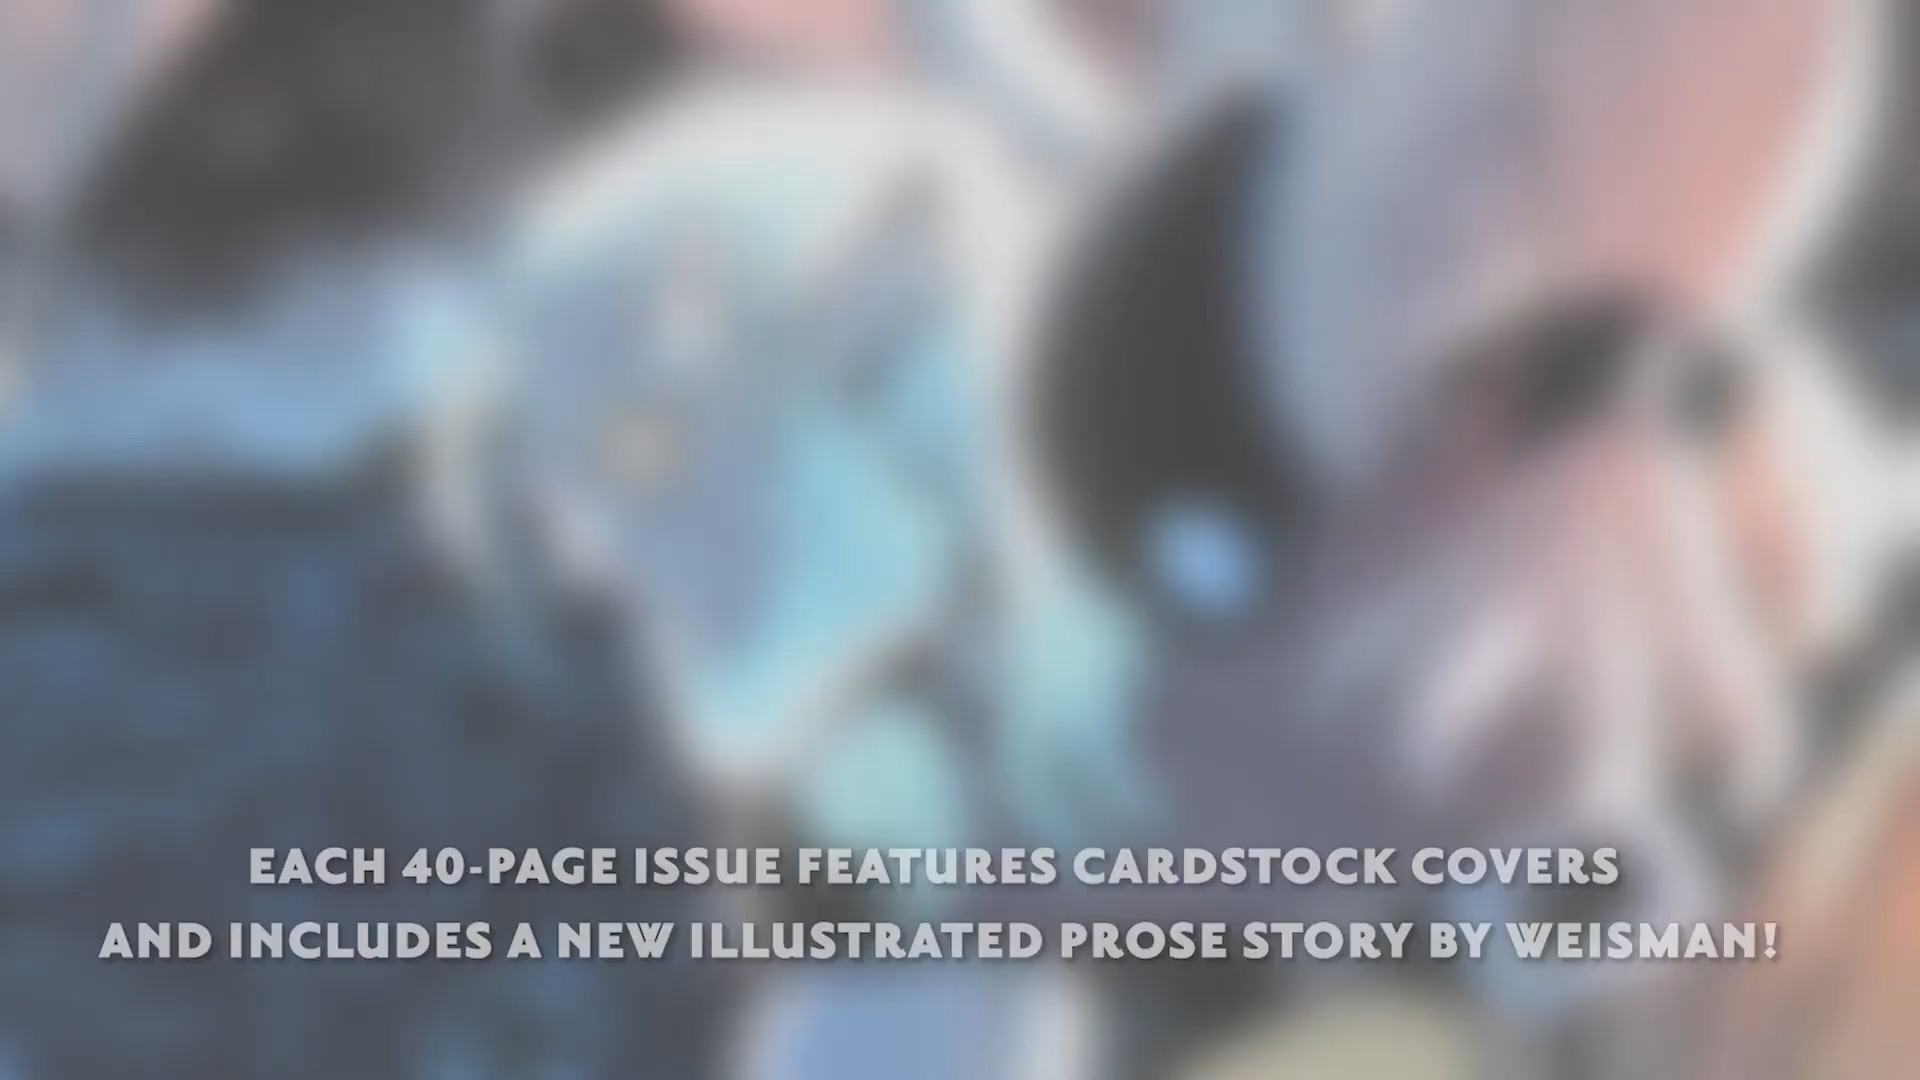 EACH 40-PAGE ISSUE FEATURES CARDSTOCK COVERS
AND INCLUDES A NEW ILLUSTRATED PROSE STORY BY WEISMAN!